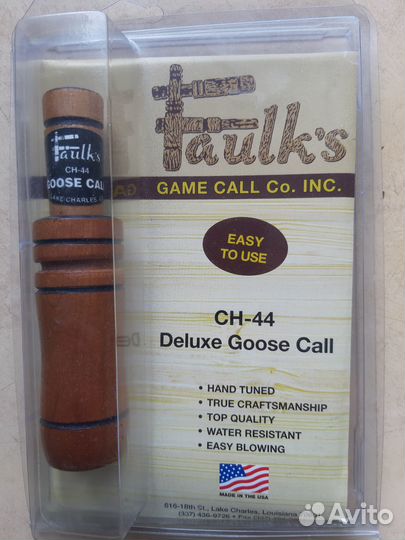 Faulk's
CH-44
GOOSE CALL
LAKE CHARLES
Faulk's
GAME CALL Co. INC.
EASY
TO USE
CH-44
Deluxe Goose Call
• HAND TUNED
• TRUE CRAFTSMANSHIP
• TOP QUALITY
• WATER RESISTANT
• EASY BLOWING
MADE IN THE USA
616-18th St., Lake Charles, Louisiana
(337) 436-9726 • Fax
Avito